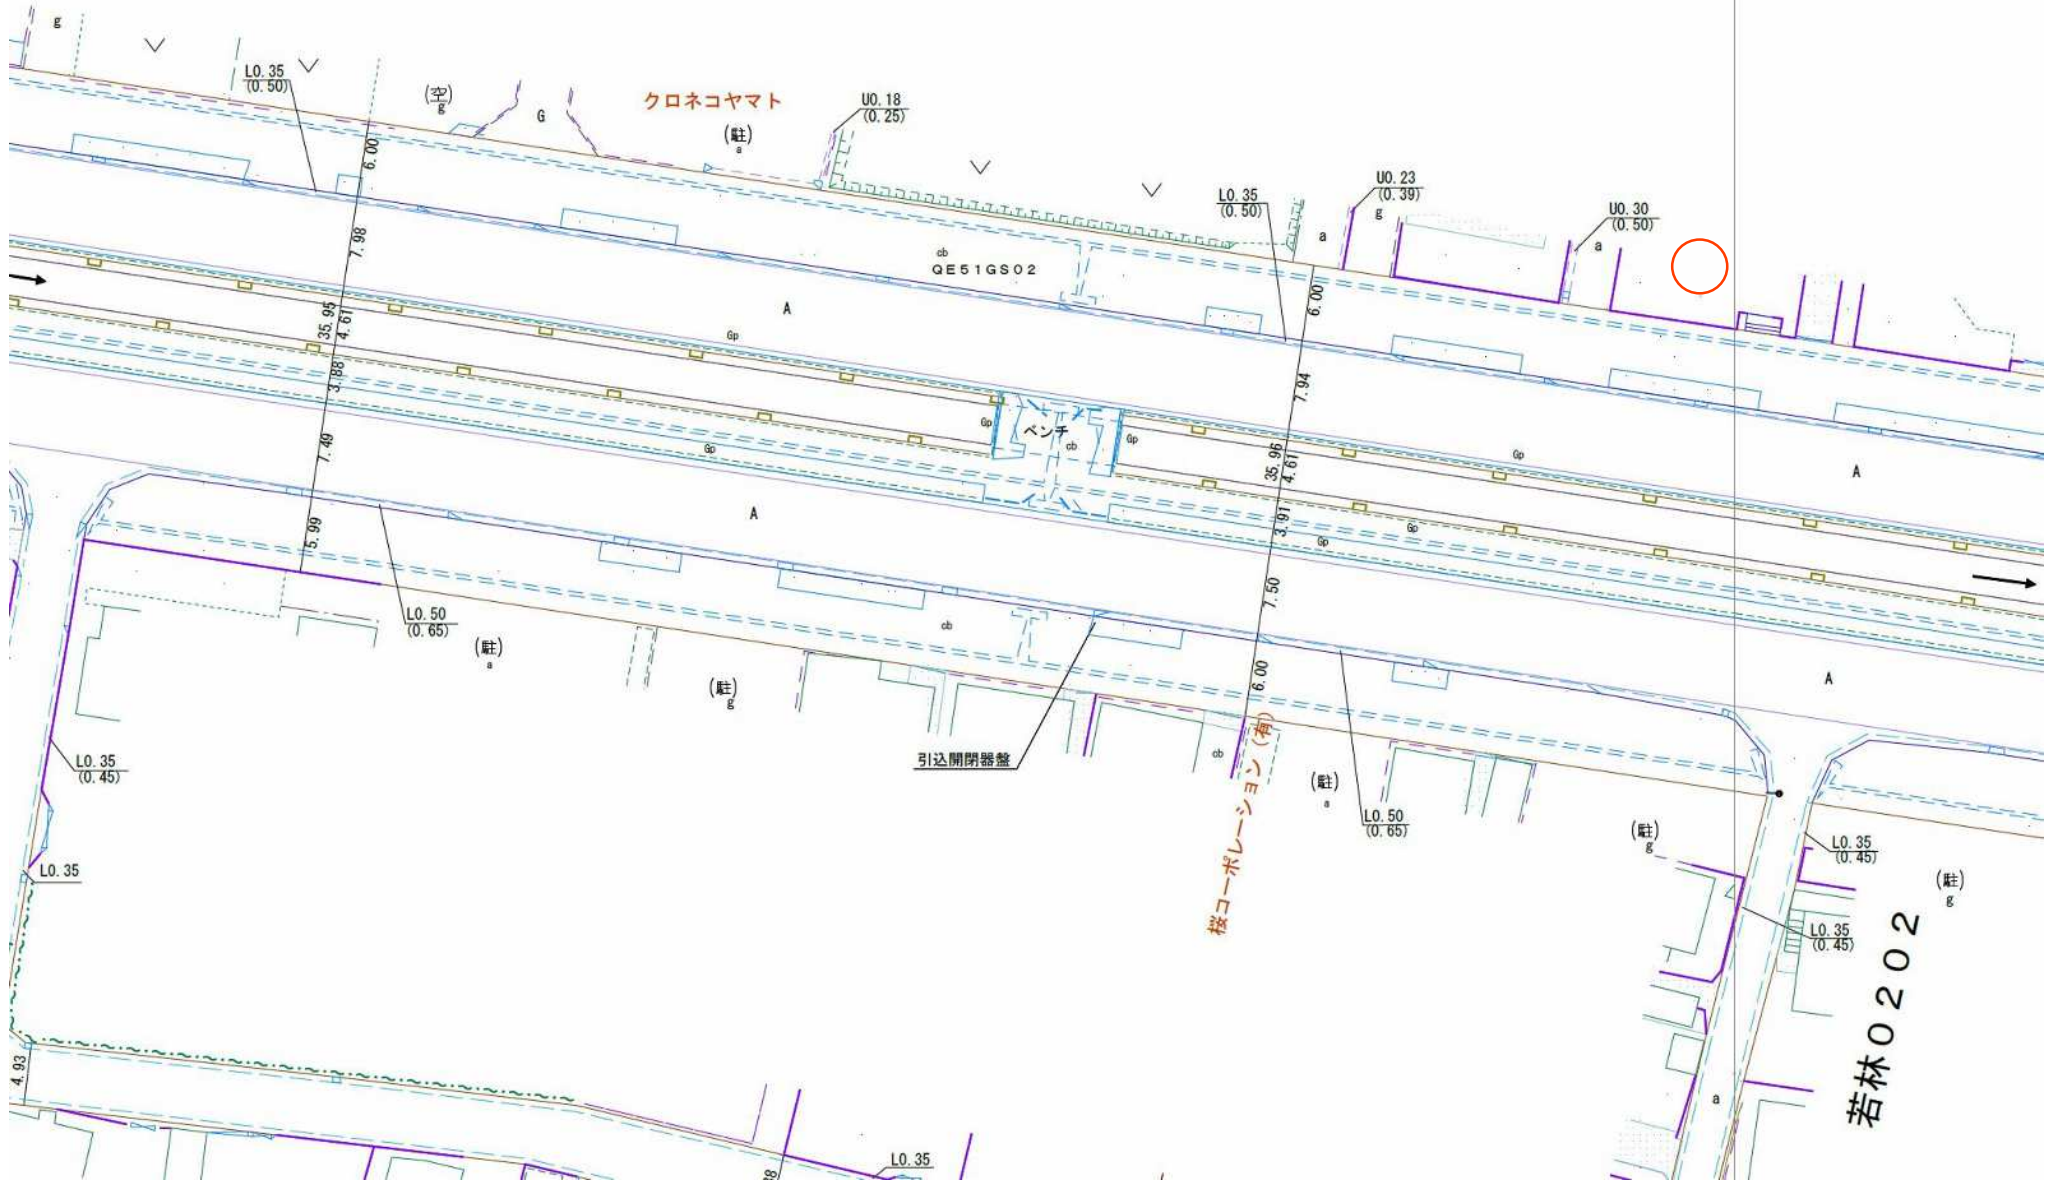 g
L0.35
(0.50)
(空)
g
G
クロネコヤマト
(駐)
a
U0.18
(0.25)
6.00
7.98
35.95
4.61
3.88
7.49
5.99
cb
QE51GS02
A
Gp
L0.35
(0.50)
a
U0.23
(0.39)
g
U0.30
(0.50)
a
6.00
7.94
35.96
4.61
3.91
7.50
6.00
Gp
ベンチ
cb
Gp
Gp
A
Gp
A
Gp
Gp
L0.50
(0.65)
(駐)
a
(駐)
g
cb
引込開閉器盤
cb
桜コーポレーション(有)
(駐)
a
L0.50
(0.65)
A
(駐)
g
L0.35
(0.45)
(駐)
g
L0.35
(0.45)
L0.35
(0.45)
L0.35
若林0202
a
4.93
L0.35